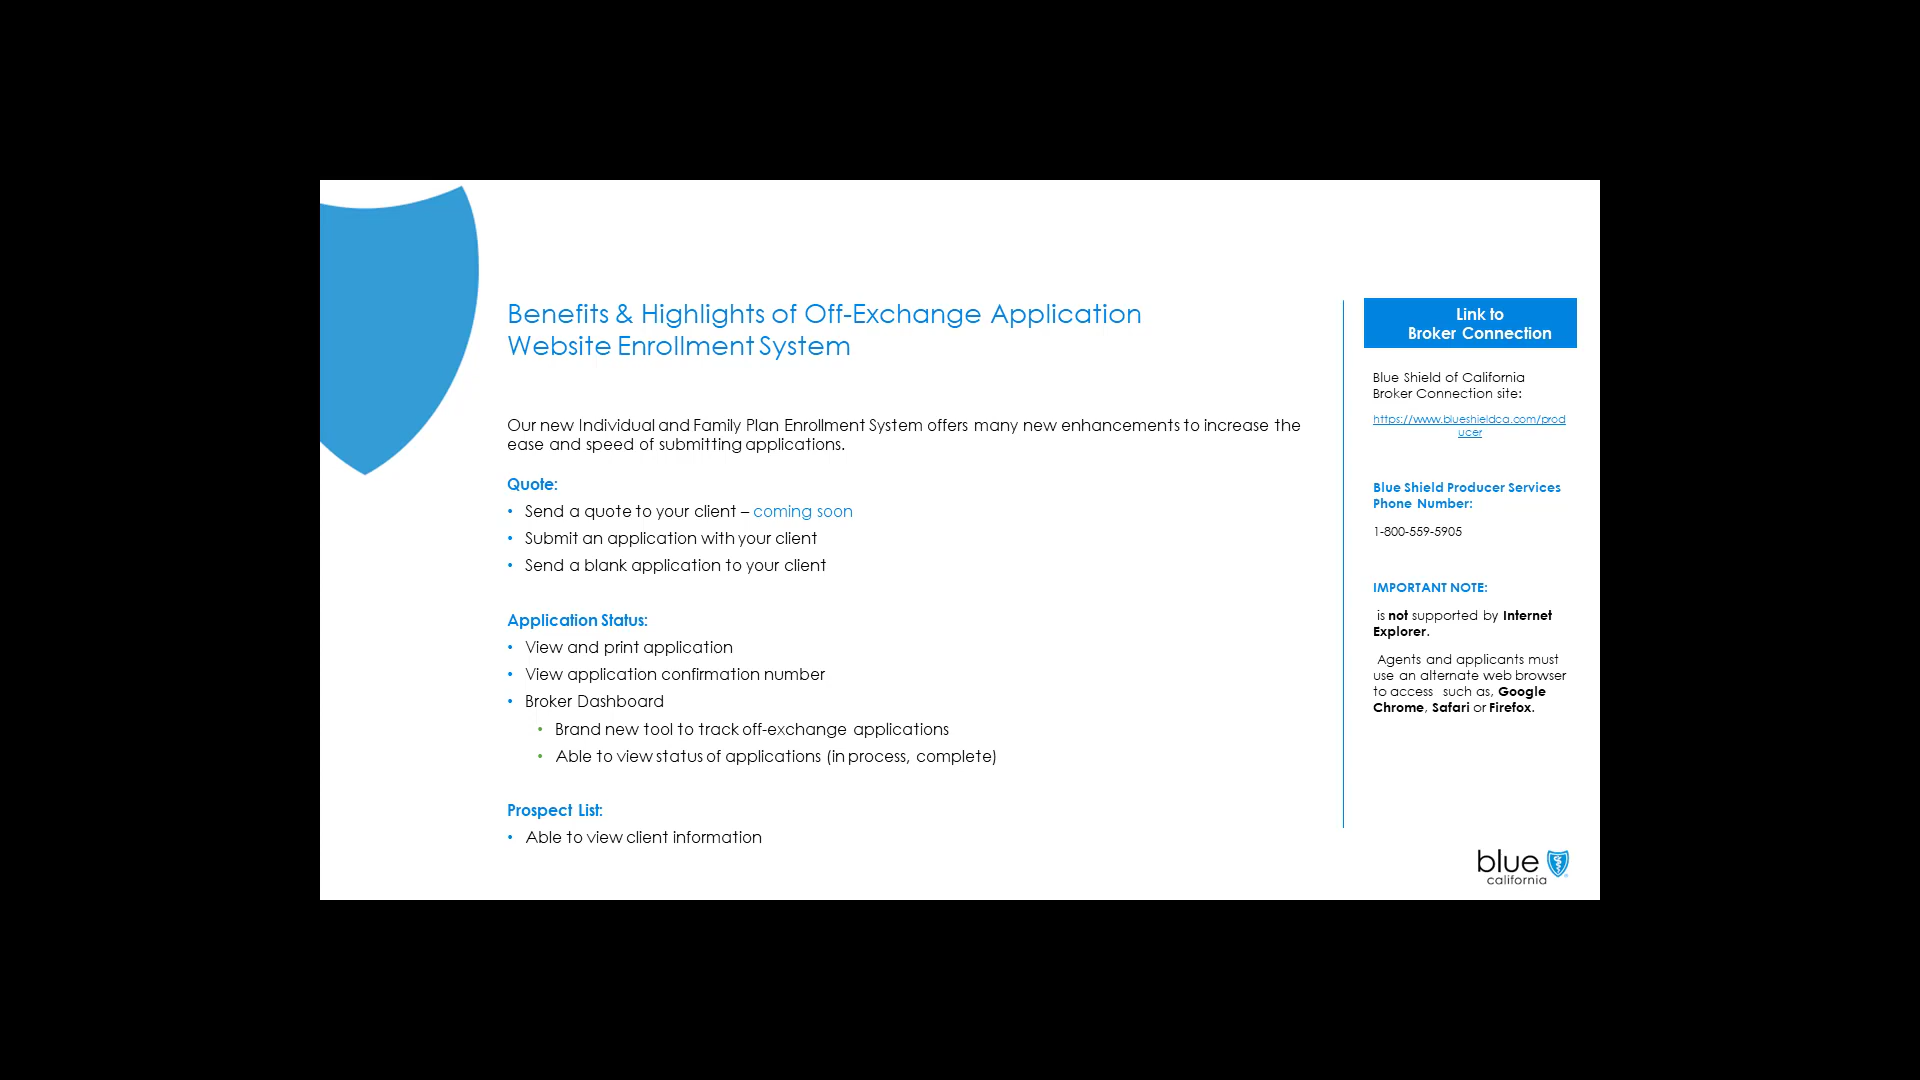 Benefits & Highlights of Off-Exchange Application
Website Enrollment System
Our new Individual and Family Plan Enrollment System offers many new enhancements to increase the
ease and speed of submitting applications.
Quote:
• Send a quote to your client – coming soon
• Submit an application with your client
• Send a blank application to your client
Application Status:
• View and print application
• View application confirmation number
• Broker Dashboard
• Brand new tool to track off-exchange applications
• Able to view status of applications (in process, complete)
Prospect List:
• Able to view client information
Link to
Broker Connection
Blue Shield of California
Broker Connection site:
https://www.blueshieldca.com/prod
ucer
Blue Shield Producer Services
Phone Number:
1-800-559-5905
IMPORTANT NOTE:
is not supported by Internet
Explorer.
Agents and applicants must
use an alternate web browser
to access such as, Google
Chrome, Safari or Firefox.
blue
california